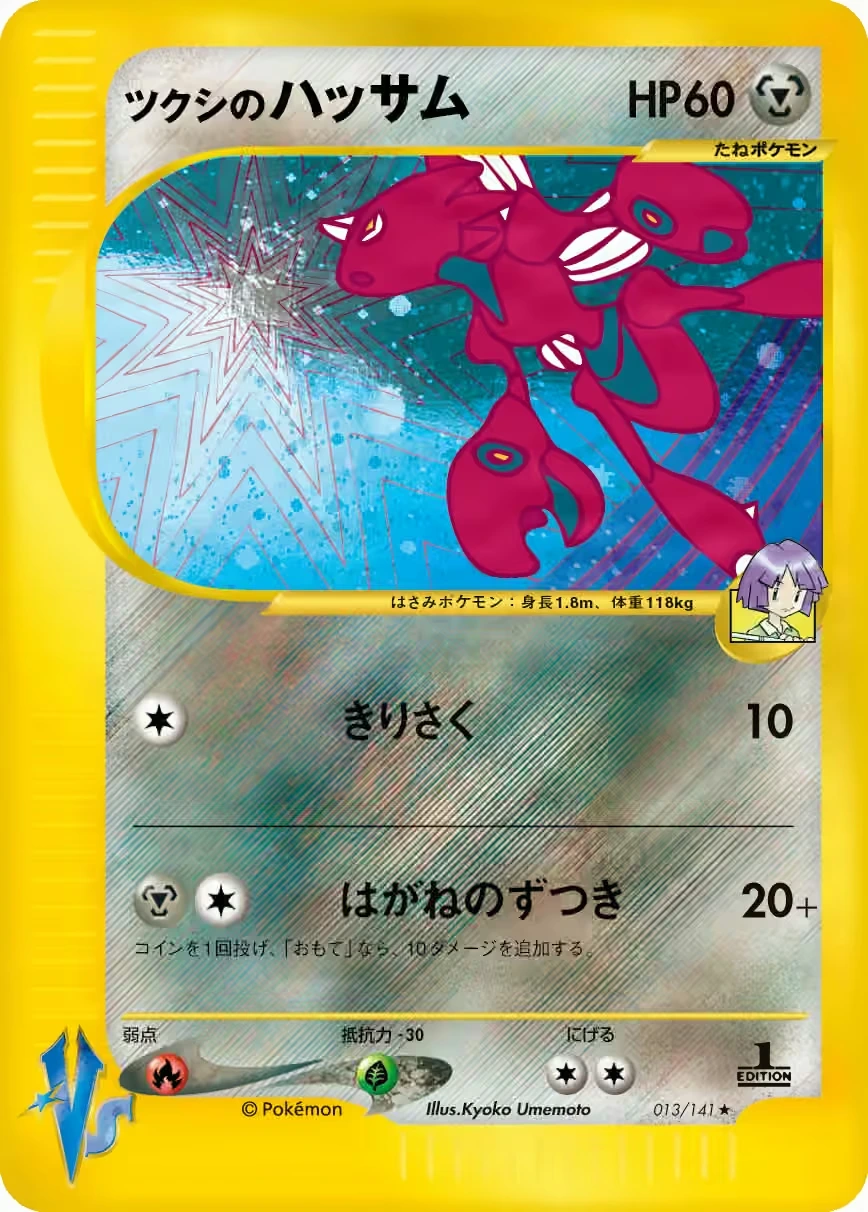 ツクシのハッサム HP60
たねポケモン
はさみポケモン：身長1.8m、体重118kg
きりさく 10
はがねのずつき 20+
コインを1回投げ、「おもて」なら、10ダメージを追加する。
弱点 抵抗力 -30 にげる
1
EDITION
© Pokémon Illus.Kyoko Umemoto 013/141★
VS